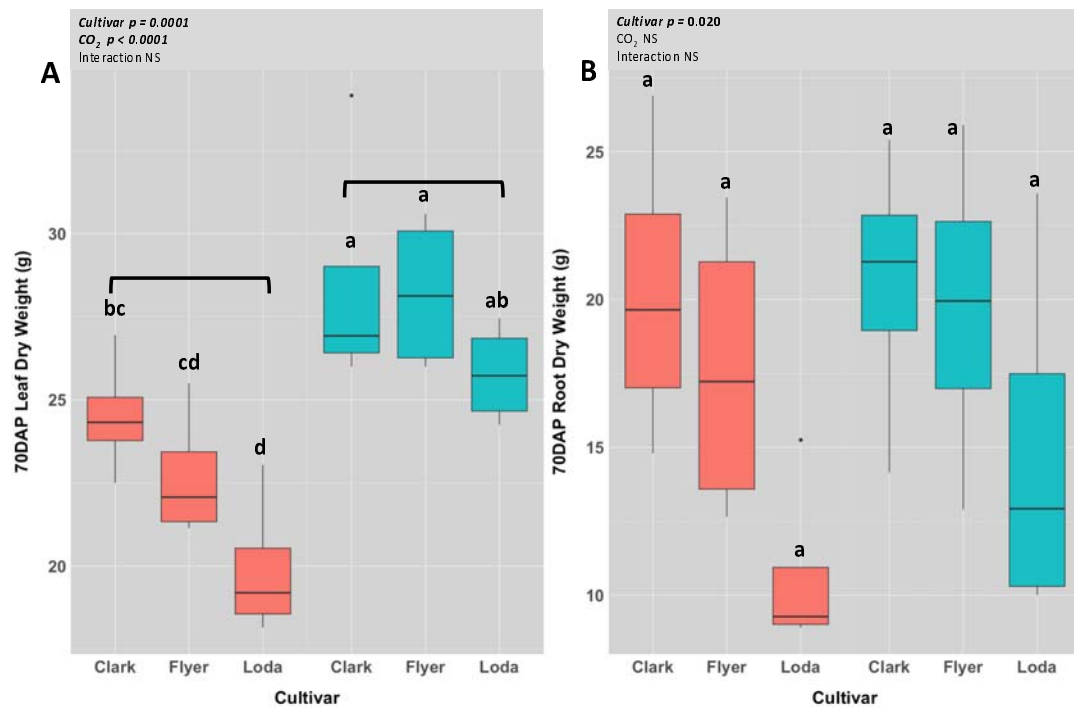 Cultivar p = 0.0001
CO2 p < 0.0001
Interaction NS
A
30
25
20
70DAP Leaf Dry Weight (g)
bc
cd
d
a
a
ab
Clark Flyer Loda Clark Flyer Loda
Cultivar
Cultivar p = 0.020
CO2 NS
Interaction NS
B
25
20
15
10
70DAP Root Dry Weight (g)
a
a
a
a
a
a
Clark Flyer Loda Clark Flyer Loda
Cultivar